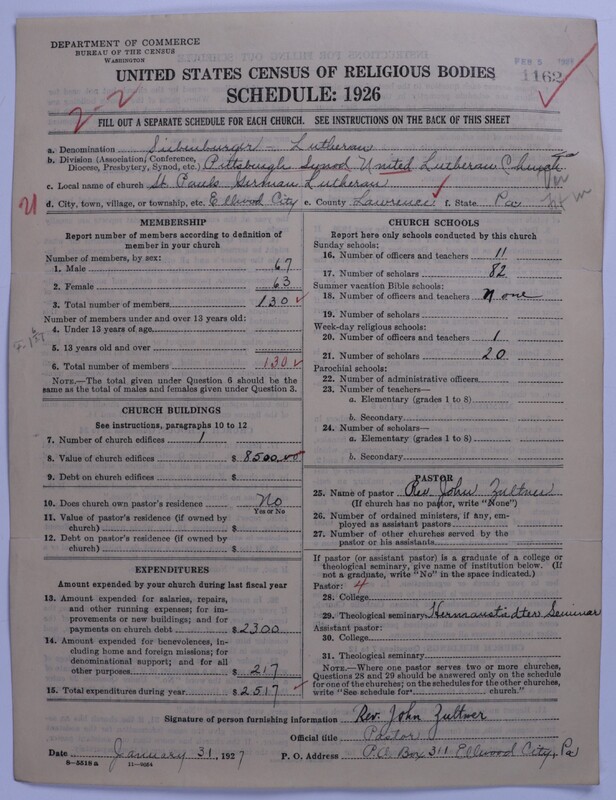 DEPARTMENT OF COMMERCE
BUREAU OF THE CENSUS
WASHINGTON
FEB 5 1927
1162
UNITED STATES CENSUS OF RELIGIOUS BODIES
SCHEDULE: 1926
2-2
FILL OUT A SEPARATE SCHEDULE FOR EACH CHURCH. SEE INSTRUCTIONS ON THE BACK OF THIS SHEET
a. Denomination Siebenburger - Lutheran
b. Division (Association, Conference, Diocese, Presbytery, Synod, etc.) Pittsburgh Synod United Lutheran Church
c. Local name of church St Pauls German Lutheran
d. City, town, village, or township, etc. Ellwood City e. County Lawrence f. State Pa
MEMBERSHIP
Report number of members according to definition of member in your church
Number of members, by sex:
1. Male 67
2. Female 63
3. Total number of members 130
Number of members under and over 13 years old:
4. Under 13 years of age
5. 13 years old and over
6. Total number of members 130
NOTE.—The total given under Question 6 should be the same as the total of males and females given under Question 3.
CHURCH BUILDINGS
See instructions, paragraphs 10 to 12
7. Number of church edifices 1
8. Value of church edifices $ 8500.00
9. Debt on church edifices $
10. Does church own pastor's residence No
Yes or No
11. Value of pastor's residence (if owned by church) $
12. Debt on pastor's residence (if owned by church) $
EXPENDITURES
Amount expended by your church during last fiscal year
13. Amount expended for salaries, repairs, and other running expenses; for improvements or new buildings; and for payments on church debt $ 2300
14. Amount expended for benevolences, including home and foreign missions; for denominational support; and for all other purposes $ 217
15. Total expenditures during year $ 2517
CHURCH SCHOOLS
Report here only schools conducted by this church
Sunday schools:
16. Number of officers and teachers 11
17. Number of scholars 82
Summer vacation Bible schools:
18. Number of officers and teachers None
19. Number of scholars
Week-day religious schools:
20. Number of officers and teachers 1
21. Number of scholars 20
Parochial schools:
22. Number of administrative officers
23. Number of teachers—
a. Elementary (grades 1 to 8)
b. Secondary
24. Number of scholars—
a. Elementary (grades 1 to 8)
b. Secondary
PASTOR
25. Name of pastor Rev. John Zultner
(If church has no pastor, write "None")
26. Number of ordained ministers, if any, employed as assistant pastors
27. Number of other churches served by the pastor or his assistants
If pastor (or assistant pastor) is a graduate of a college or theological seminary, give name of institution below. (If not a graduate, write "No" in the space indicated.)
Pastor: 4
28. College
29. Theological seminary Hermanstadter Seminar
Assistant pastor:
30. College
31. Theological seminary
NOTE.—Where one pastor serves two or more churches, Questions 28 and 29 should be answered only on the schedule for one of the churches; on the schedules for the other churches, write "See schedule for church."
Signature of person furnishing information Rev. John Zultner
Official title Pastor
Date January 31, 1927 P. O. Address P.O. Box 311 Ellwood City, Pa
8—5518a 11—9024